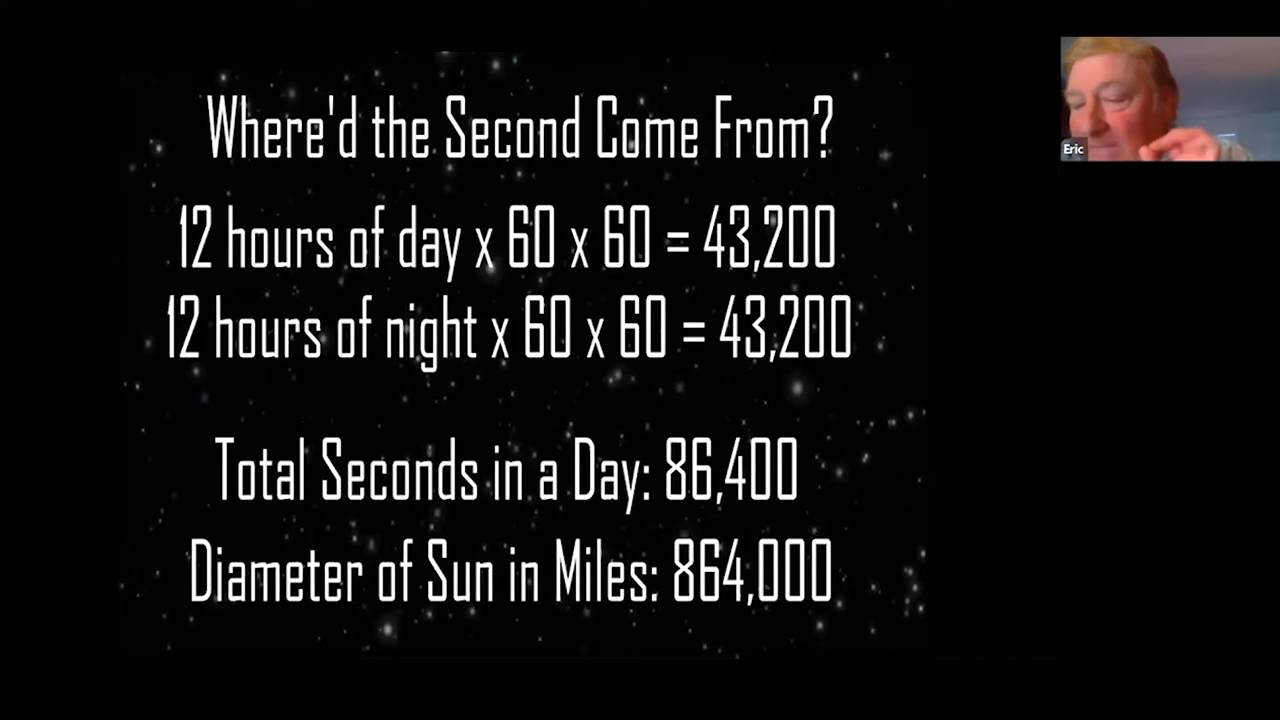 Where'd the Second Come From?
12 hours of day x 60 x 60 = 43,200
12 hours of night x 60 x 60 = 43,200
Total Seconds in a Day: 86,400
Diameter of Sun in Miles: 864,000
Eric